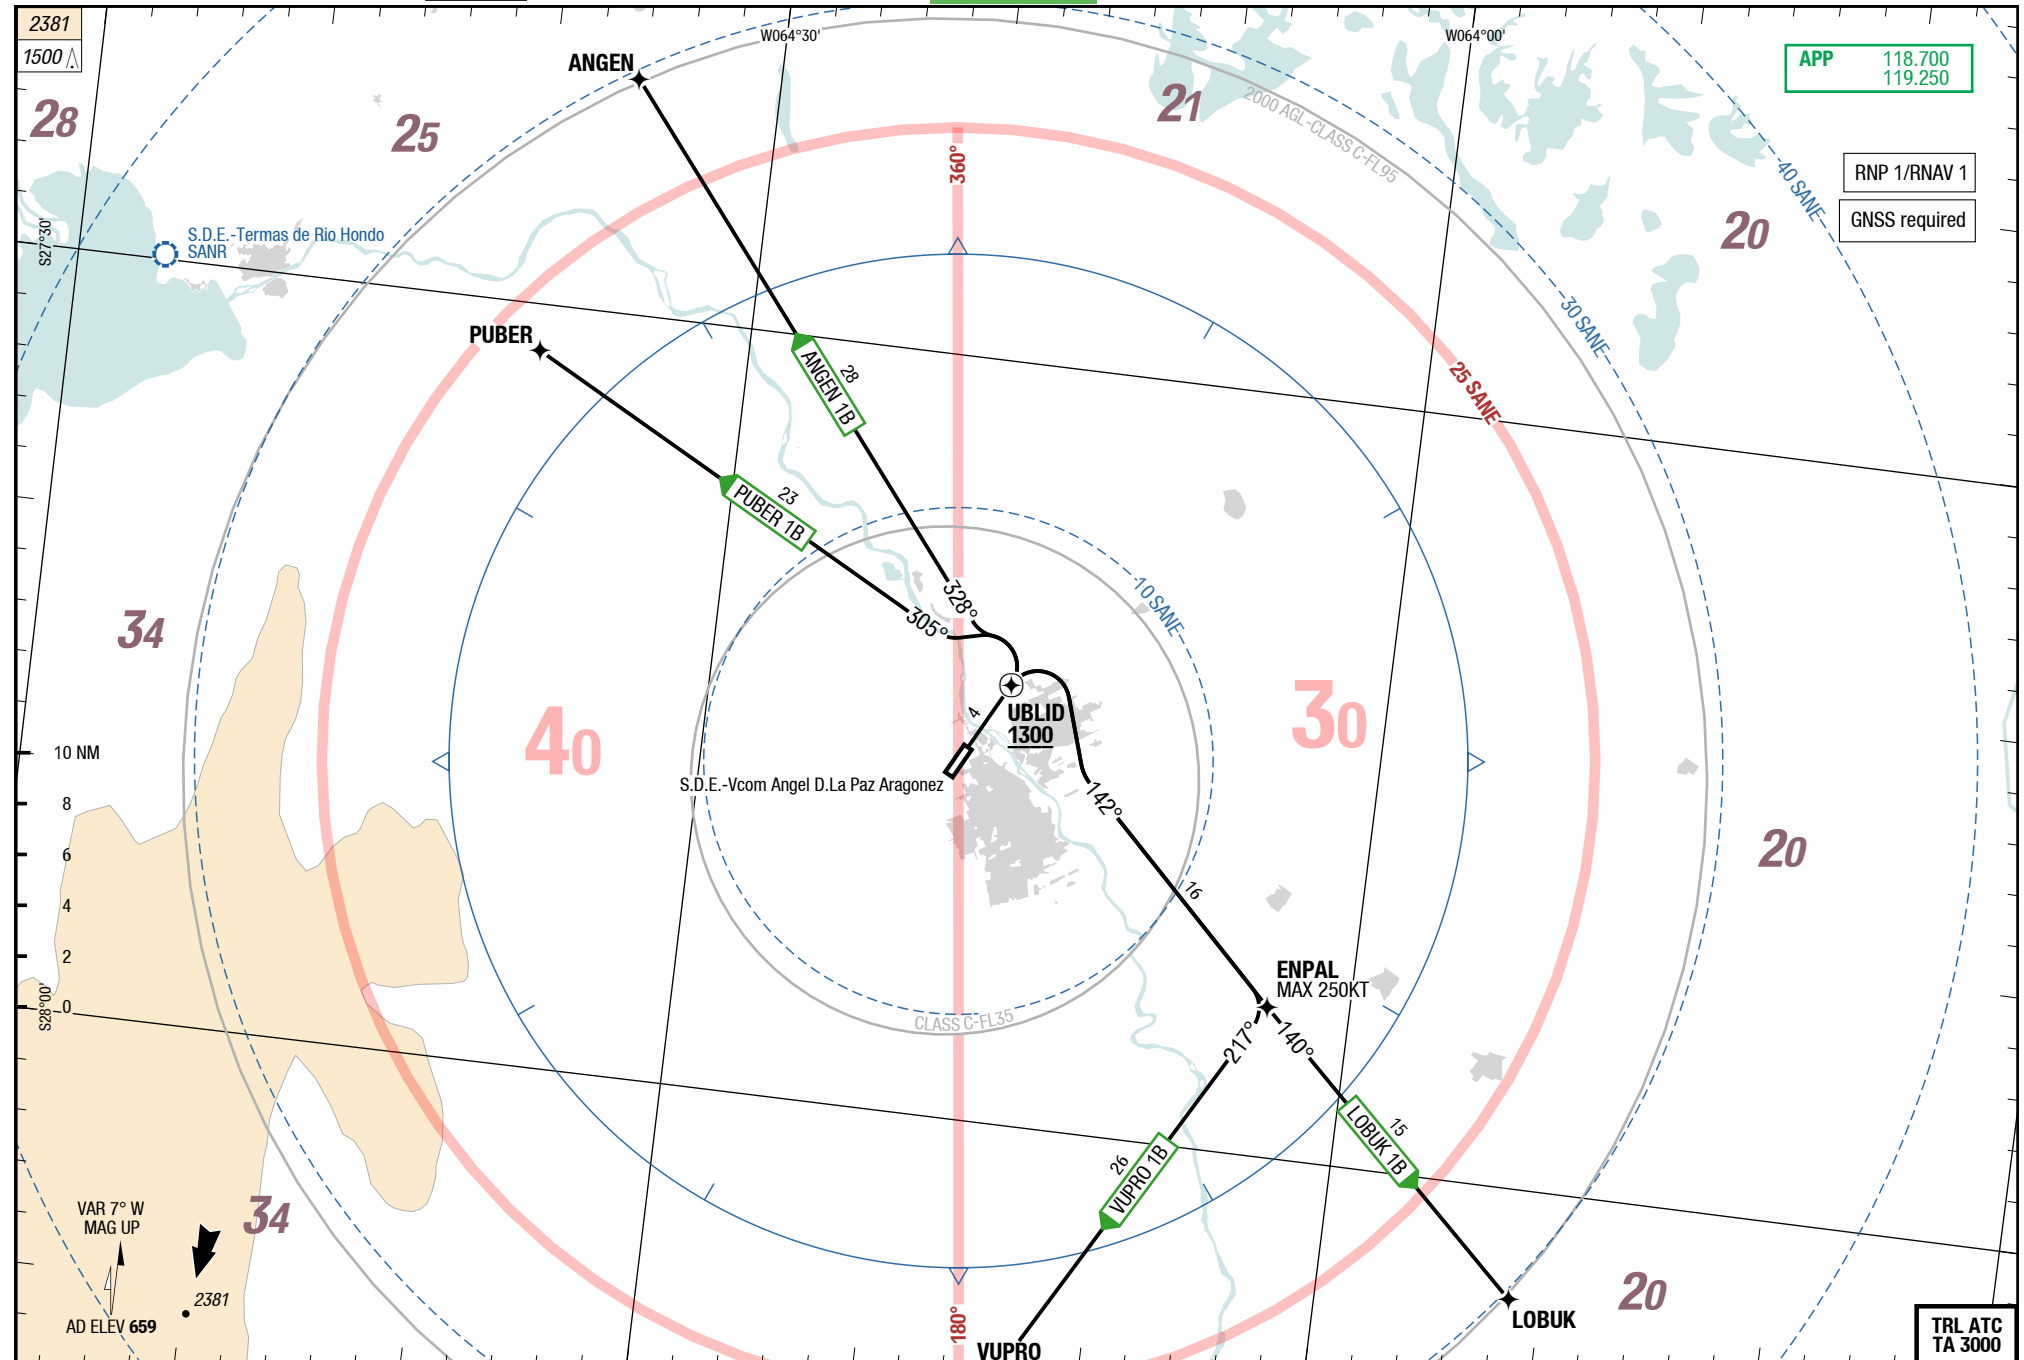 2381
1500
ANGEN
W064°30'
W064°00'
APP 118.700
119.250
28
25
21
2000 AGL-CLASS C-FL95
360°
40 SANE
RNP 1/RNAV 1
GNSS required
20
S27°30'
S.D.E.-Termas de Rio Hondo
SANR
PUBER
30 SANE
28
ANGEN 1B
25 SANE
23
PUBER 1B
10 SANE
328°
305°
34
UBLID
1300
4
40
30
S.D.E.-Vcom Angel D.La Paz Aragonez
10 NM
8
6
4
2
0
S28°00'
142°
16
20
ENPAL
MAX 250KT
CLASS C-FL35
217°
140°
15
LOBUK 1B
26
VUPRO 1B
VAR 7° W
MAG UP
34
2381
AD ELEV 659
180°
VUPRO
LOBUK
20
TRL ATC
TA 3000